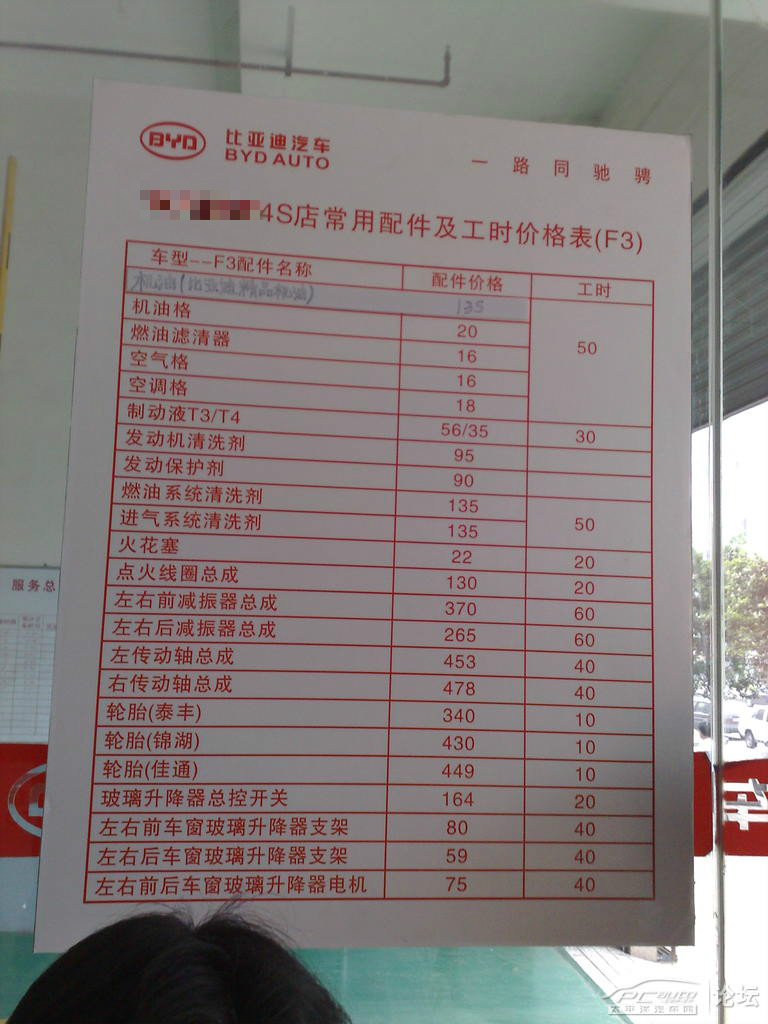 BYD 比亚迪汽车
BYD AUTO
一路同驰骋
4S店常用配件及工时价格表(F3)
车型--F3配件名称 配件价格 工时
机油(比亚迪精品机油) 135
机油格 20 50
燃油滤清器 16
空气格 16
空调格 18
制动液T3/T4 56/35 30
发动机清洗剂 95
发动保护剂 90
燃油系统清洗剂 135 50
进气系统清洗剂 135
火花塞 22 20
点火线圈总成 130 20
左右前减振器总成 370 60
左右后减振器总成 265 60
左传动轴总成 453 40
右传动轴总成 478 40
轮胎(泰丰) 340 10
轮胎(锦湖) 430 10
轮胎(佳通) 449 10
玻璃升降器总控开关 164 20
左右前车窗玻璃升降器支架 80 40
左右后车窗玻璃升降器支架 59 40
左右前后车窗玻璃升降器电机 75 40
服务总
车
PCauto 论坛
太平洋汽车网